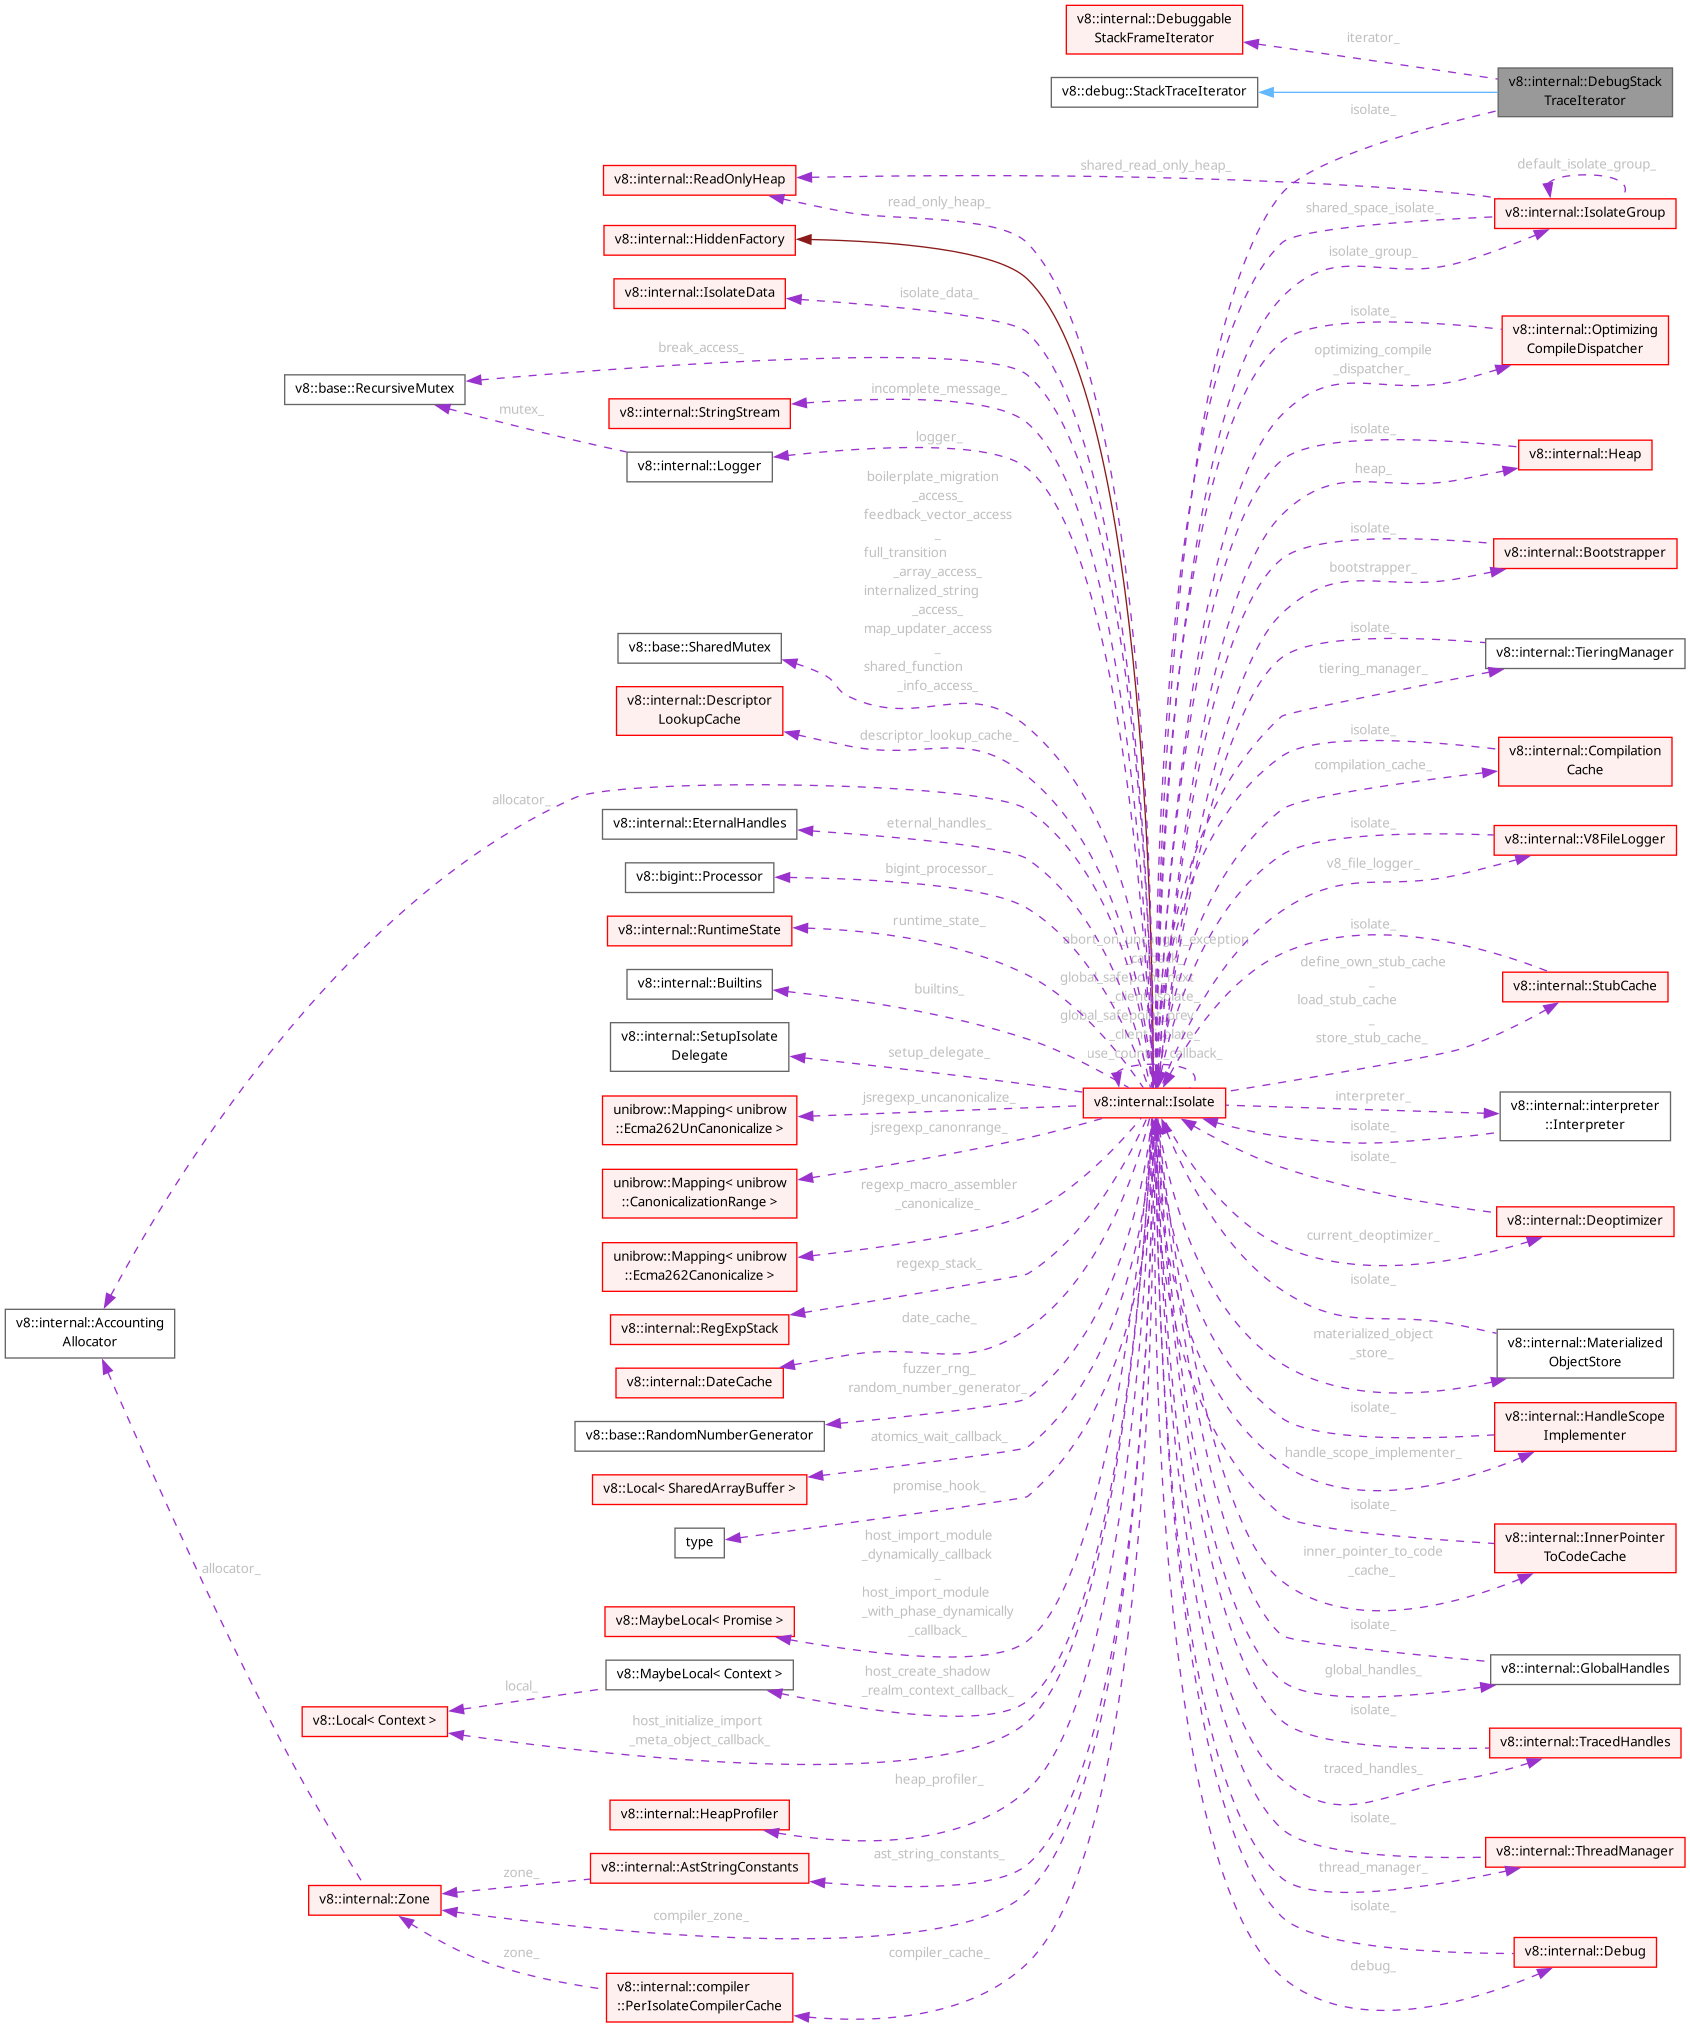 v8::internal::Debuggable
StackFrameIterator
iterator_
v8::internal::DebugStack
TraceIterator
v8::debug::StackTraceIterator
isolate_
shared_read_only_heap_
default_isolate_group_
v8::internal::ReadOnlyHeap
read_only_heap_
shared_space_isolate_
v8::internal::IsolateGroup
v8::internal::HiddenFactory
isolate_group_
v8::internal::IsolateData
isolate_data_
isolate_
v8::internal::Optimizing
CompileDispatcher
optimizing_compile
_dispatcher_
break_access_
v8::base::RecursiveMutex
incomplete_message_
v8::internal::StringStream
mutex_
logger_
v8::internal::Logger
isolate_
v8::internal::Heap
heap_
boilerplate_migration
_access_
feedback_vector_access
_
full_transition
_array_access_
internalized_string
_access_
map_updater_access
_
shared_function
_info_access_
isolate_
v8::internal::Bootstrapper
bootstrapper_
v8::base::SharedMutex
isolate_
v8::internal::TieringManager
tiering_manager_
v8::internal::Descriptor
LookupCache
descriptor_lookup_cache_
isolate_
v8::internal::Compilation
Cache
compilation_cache_
allocator_
v8::internal::EternalHandles
eternal_handles_
isolate_
v8::internal::V8FileLogger
v8_file_logger_
v8::bigint::Processor
bigint_processor_
v8::internal::RuntimeState
runtime_state_
isolate_
define_own_stub_cache
_
load_stub_cache
_
store_stub_cache_
v8::internal::StubCache
v8::internal::Builtins
builtins_
global_safepoint_prev
_client_isolate_
v8::internal::SetupIsolate
Delegate
setup_delegate_
v8::internal::Isolate
unibrow::Mapping< unibrow
::Ecma262UnCanonicalize >
jsregexp_uncanonicalize_
interpreter_
v8::internal::interpreter
::Interpreter
isolate_
jsregexp_canonrange_
unibrow::Mapping< unibrow
::CanonicalizationRange >
isolate_
regexp_macro_assembler
_canonicalize_
v8::internal::Deoptimizer
current_deoptimizer_
unibrow::Mapping< unibrow
::Ecma262Canonicalize >
regexp_stack_
isolate_
v8::internal::Accounting
Allocator
v8::internal::RegExpStack
date_cache_
v8::internal::Materialized
ObjectStore
materialized_object
_store_
v8::internal::DateCache
fuzzer_rng_
random_number_generator_
isolate_
v8::internal::HandleScope
Implementer
v8::base::RandomNumberGenerator
atomics_wait_callback_
handle_scope_implementer_
v8::Local< SharedArrayBuffer >
promise_hook_
isolate_
type
v8::internal::InnerPointer
ToCodeCache
inner_pointer_to_code
_cache_
allocator_
host_import_module
_dynamically_callback
_
host_import_module
_with_phase_dynamically
_callback_
v8::MaybeLocal< Promise >
isolate_
v8::MaybeLocal< Context >
host_create_shadow
_realm_context_callback_
v8::internal::GlobalHandles
global_handles_
local_
v8::Local< Context >
host_initialize_import
_meta_object_callback_
isolate_
v8::internal::TracedHandles
traced_handles_
heap_profiler_
v8::internal::HeapProfiler
isolate_
v8::internal::ThreadManager
thread_manager_
ast_string_constants_
v8::internal::AstStringConstants
zone_
v8::internal::Zone
compiler_zone_
isolate_
v8::internal::Debug
debug_
zone_
compiler_cache_
v8::internal::compiler
::PerIsolateCompilerCache